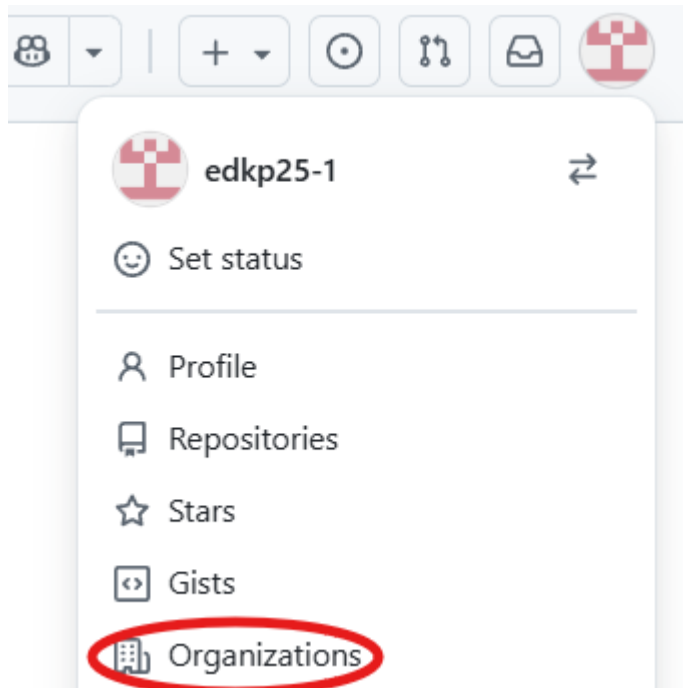 edkp25-1
Set status
Profile
Repositories
Stars
Gists
Organizations